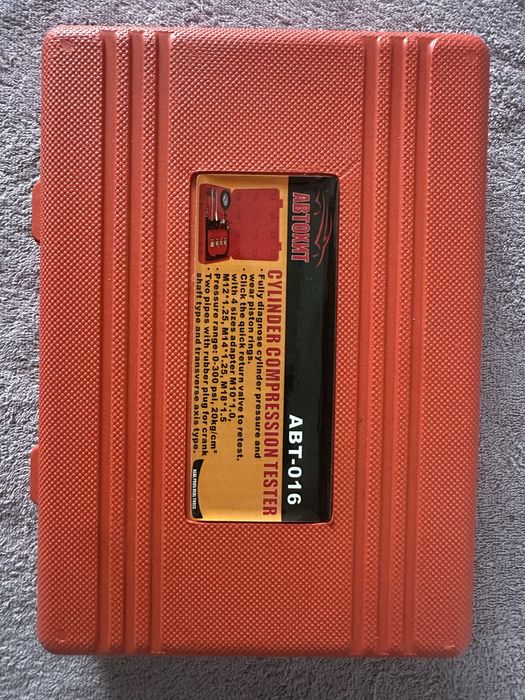 АВТОКИТ
ABT-016
CYLINDER COMPRESSION TESTER
· Fully diagnose cylinder pressure and
wear piston rings.
· Click the quick return valve to retest.
with 4 sizes adapter M10*1.0,
M12*1.25, M14*1.25, M18*1.5
· Pressure range: 0-300 psi, 20kg/cm²
Two pipes with rubber plug for crank
shaft type and transverse axis type.